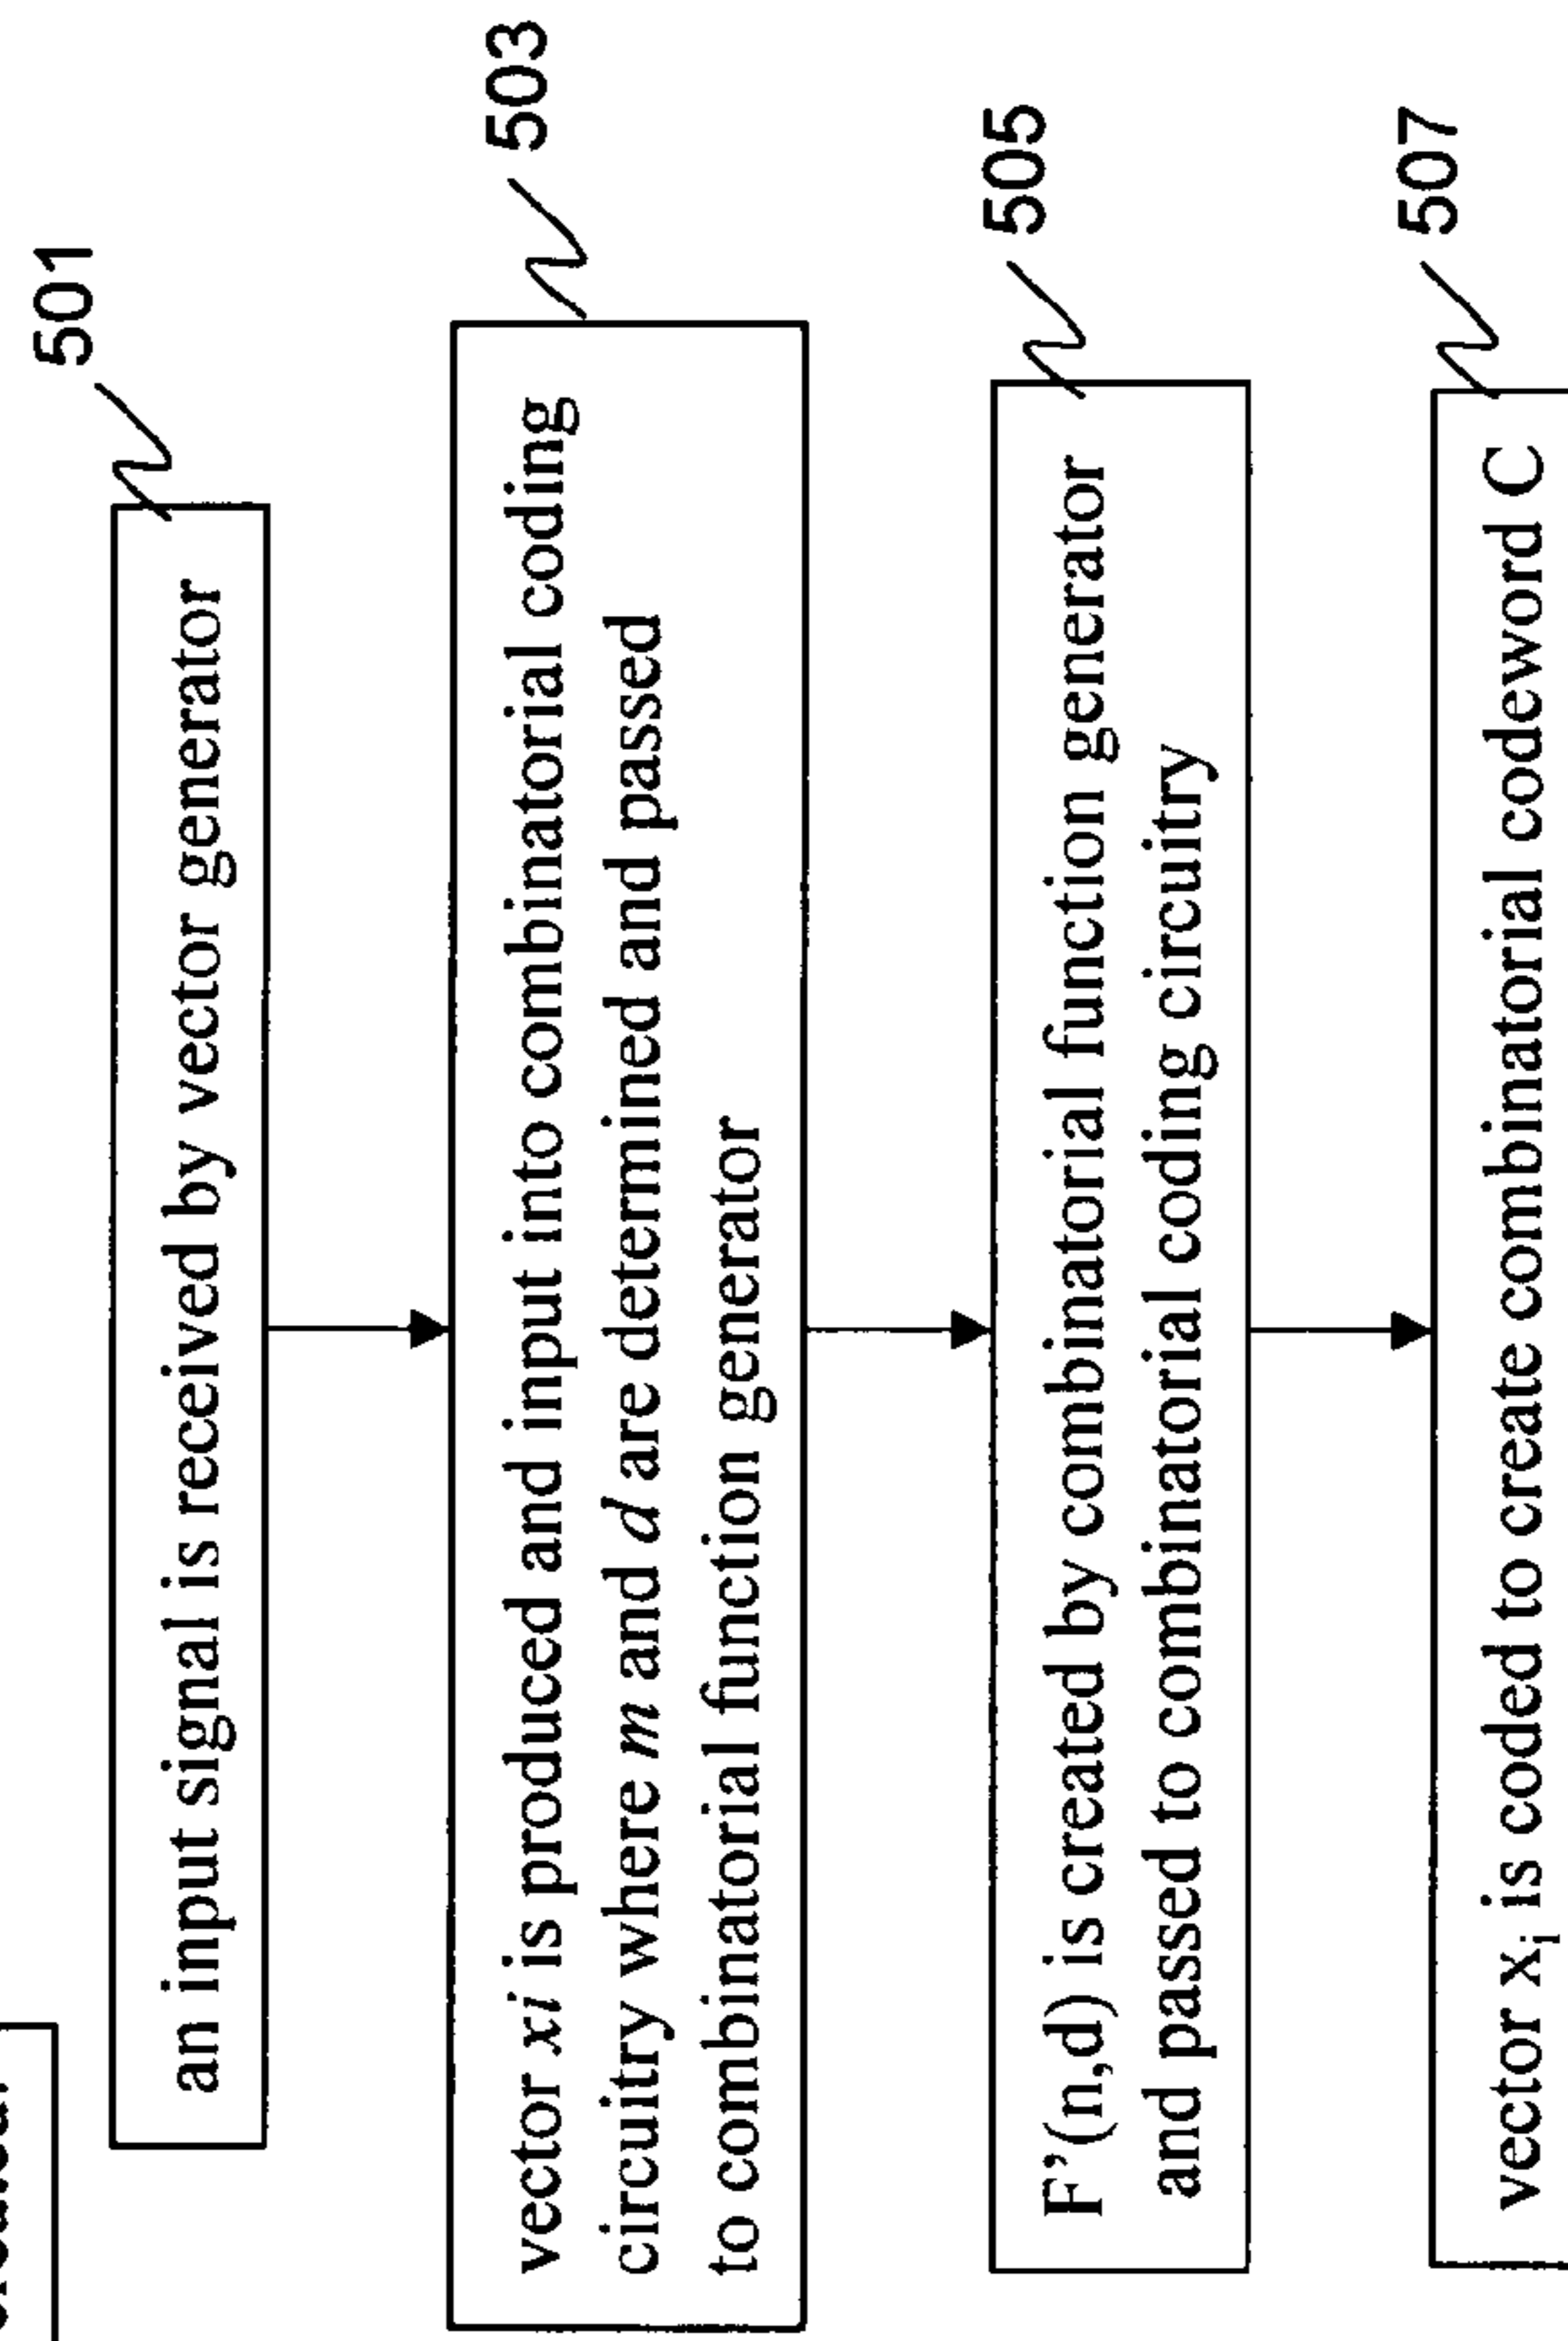 501
an input signal is received by vector generator
503
vector xi is produced and input into combinatorial coding
circuitry where m and d are determined and passed
to combinatorial function generator
505
F'(n,d) is created by combinatorial function generator
and passed to combinatorial coding circuitry
507
vector xi is coded to create combinatorial codeword C